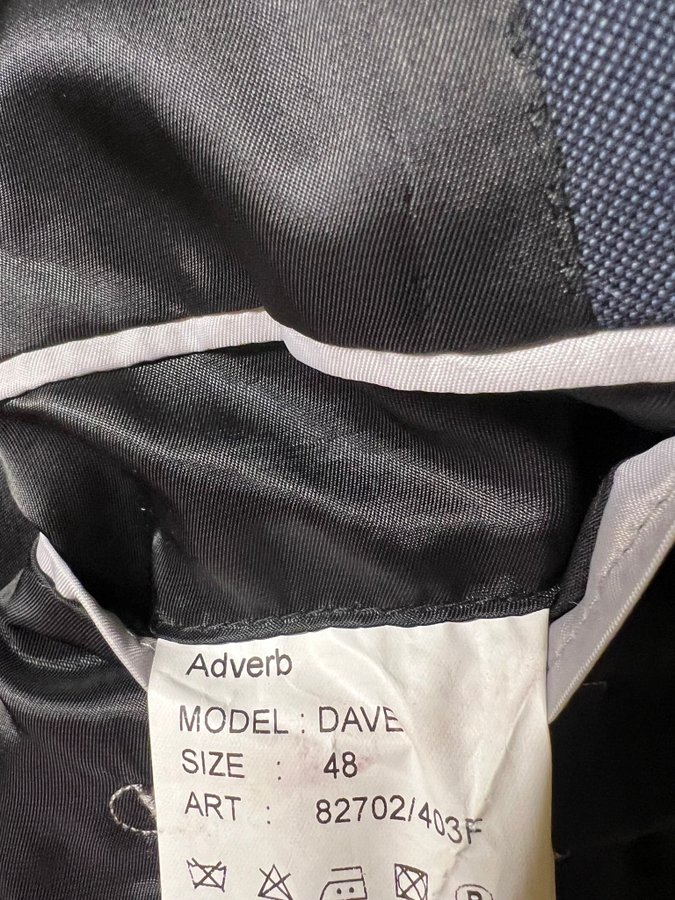 Adverb
MODEL : DAVE
SIZE : 48
ART : 82702/403F
P